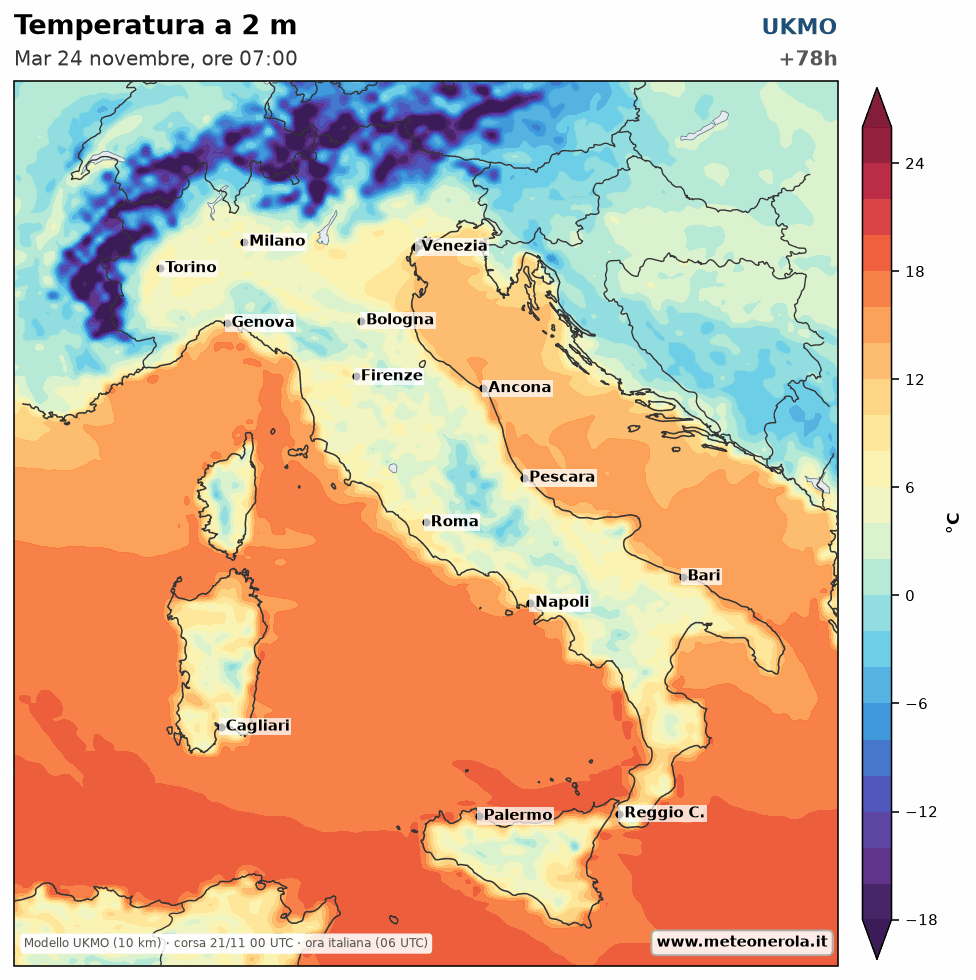 Temperatura a 2 m
UKMO
Mar 24 novembre, ore 07:00
+78h
Milano
Venezia
Torino
Genova
Bologna
Firenze
Ancona
Pescara
Roma
Bari
Napoli
Cagliari
Palermo
Reggio C.
24
18
12
6
0
−6
−12
−18
°C
Modello UKMO (10 km) · corsa 21/11 00 UTC · ora italiana (06 UTC)
www.meteonerola.it